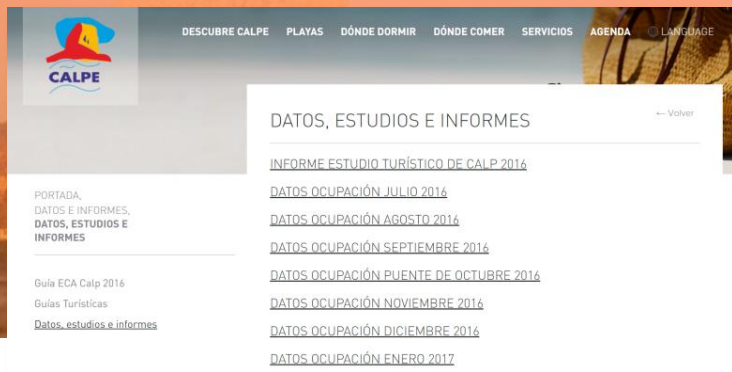 DESCUBRE CALPE PLAYAS DÓNDE DORMIR DÓNDE COMER SERVICIOS AGENDA LANGUAGE
CALPE
DATOS, ESTUDIOS E INFORMES
← Volver
INFORME ESTUDIO TURÍSTICO DE CALP 2016
DATOS OCUPACIÓN JULIO 2016
DATOS OCUPACIÓN AGOSTO 2016
DATOS OCUPACIÓN SEPTIEMBRE 2016
DATOS OCUPACIÓN PUENTE DE OCTUBRE 2016
DATOS OCUPACIÓN NOVIEMBRE 2016
DATOS OCUPACIÓN DICIEMBRE 2016
DATOS OCUPACIÓN ENERO 2017
PORTADA,
DATOS E INFORMES,
DATOS, ESTUDIOS E
INFORMES
Guía ECA Calp 2016
Guías Turísticas
Datos, estudios e informes